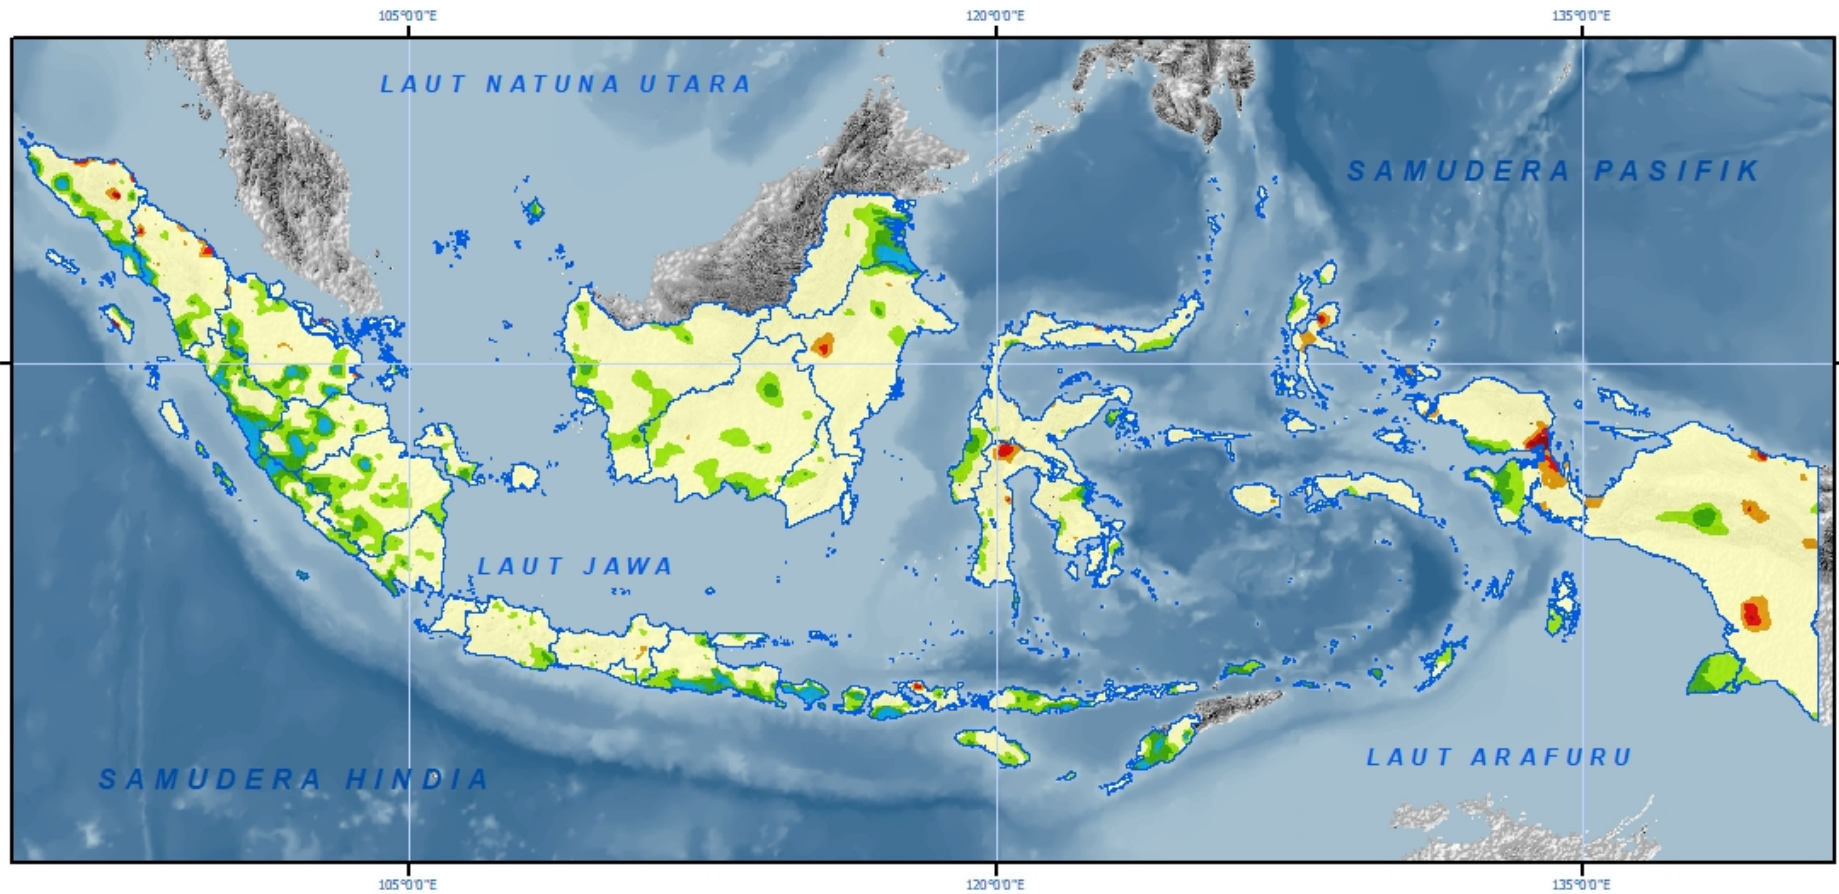 105°0'0"E 120°0'0"E 135°0'0"E
LAUT NATUNA UTARA
SAMUDERA PASIFIK
LAUT JAWA
LAUT ARAFURU
SAMUDERA HINDIA
105°0'0"E 120°0'0"E 135°0'0"E